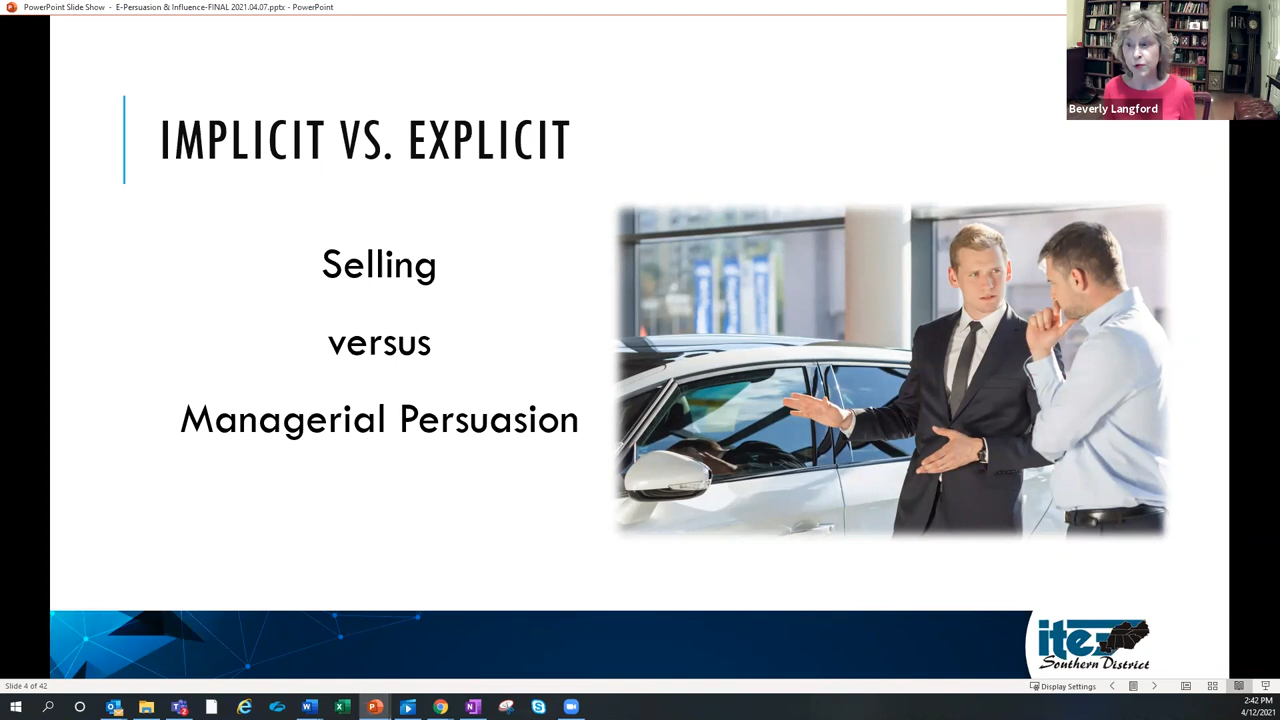 PowerPoint Slide Show - E-Persuasion & Influence-FINAL 2021.04.07.pptx - PowerPoint
Beverly Langford
IMPLICIT VS. EXPLICIT
Selling
versus
Managerial Persuasion
ite
Southern District
Slide 4 of 42
Display Settings
2:42 PM
4/12/2021